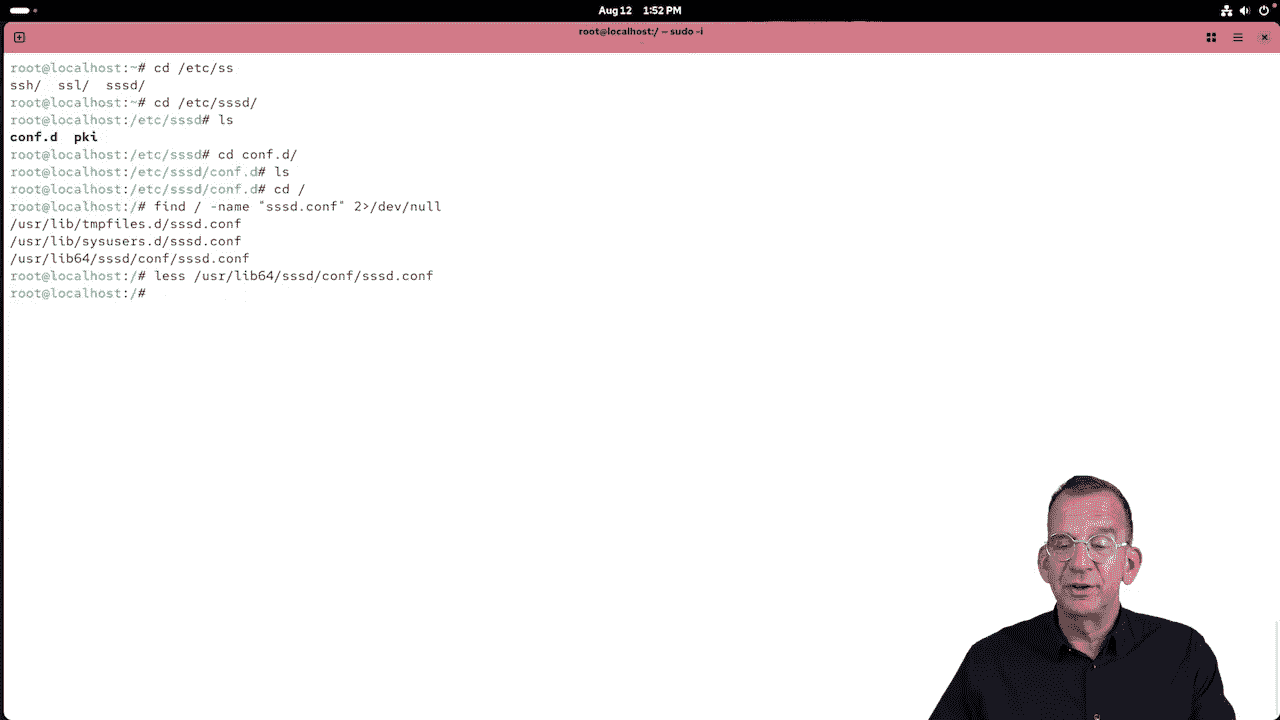 Aug 12 1:52 PM
root@localhost:/ — sudo -i
root@localhost:~# cd /etc/ss
ssh/ ssl/ sssd/
root@localhost:~# cd /etc/sssd/
root@localhost:/etc/sssd# ls
conf.d pki
root@localhost:/etc/sssd# cd conf.d/
root@localhost:/etc/sssd/conf.d# ls
root@localhost:/etc/sssd/conf.d# cd /
root@localhost:/# find / -name "sssd.conf" 2>/dev/null
/usr/lib/tmpfiles.d/sssd.conf
/usr/lib/sysusers.d/sssd.conf
/usr/lib64/sssd/conf/sssd.conf
root@localhost:/# less /usr/lib64/sssd/conf/sssd.conf
root@localhost:/#